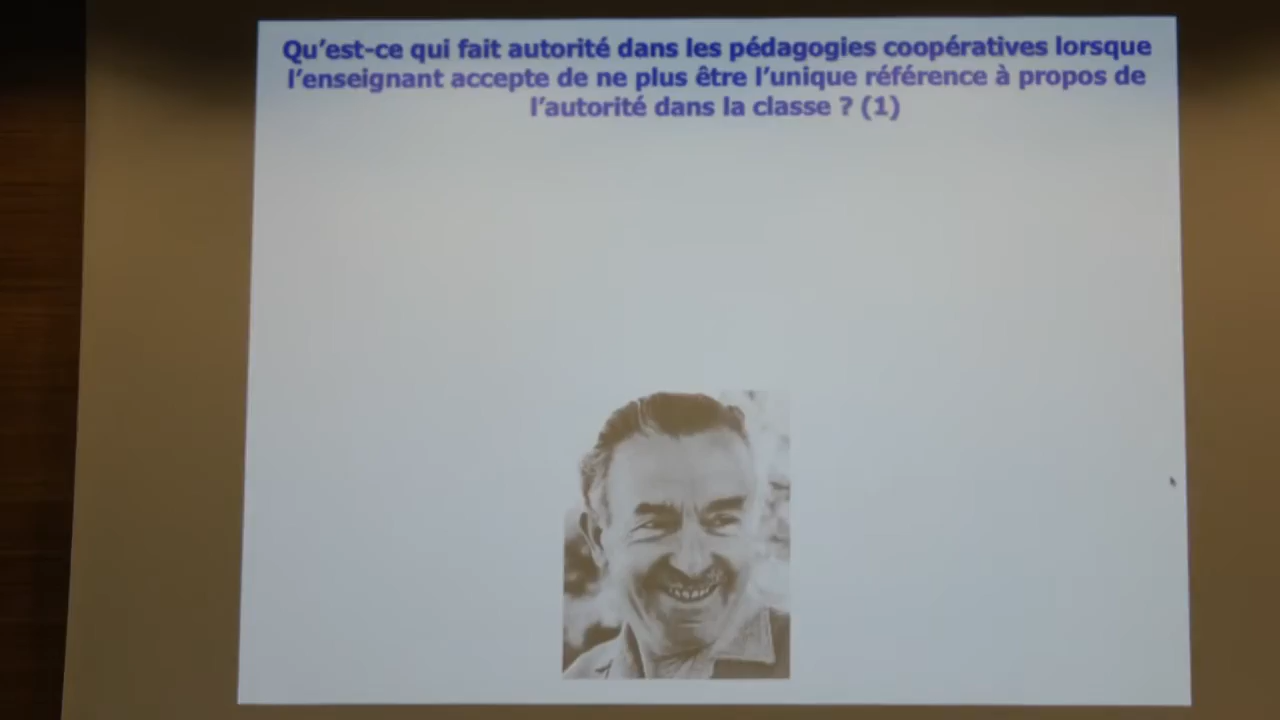 Qu'est-ce qui fait autorité dans les pédagogies coopératives lorsque
l'enseignant accepte de ne plus être l'unique référence à propos de
l'autorité dans la classe ? (1)